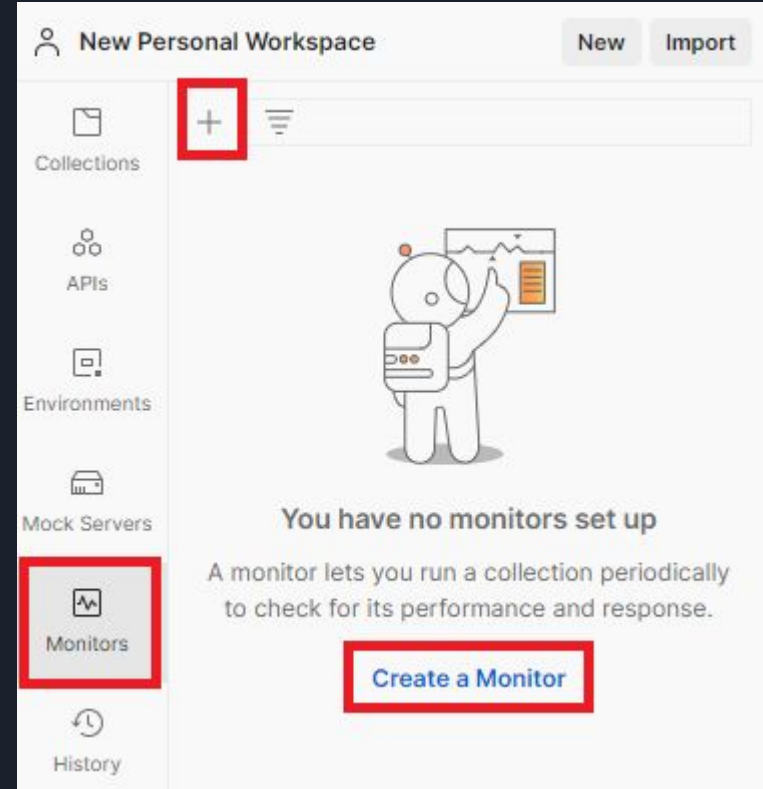 New Personal Workspace
New
Import
Collections
APIs
Environments
Mock Servers
Monitors
History
You have no monitors set up
A monitor lets you run a collection periodically
to check for its performance and response.
Create a Monitor